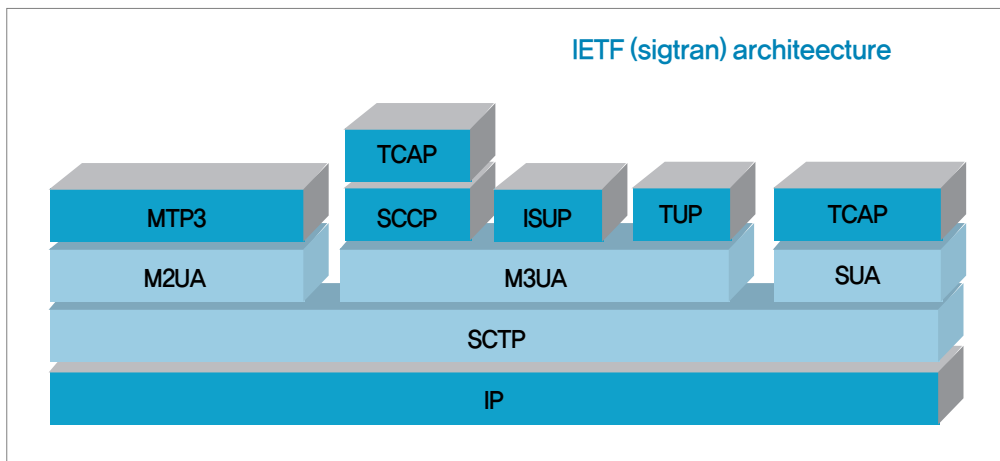 IETF (sigtran) architeecture
TCAP
MTP3 SCCP ISUP TUP TCAP
M2UA M3UA SUA
SCTP
IP